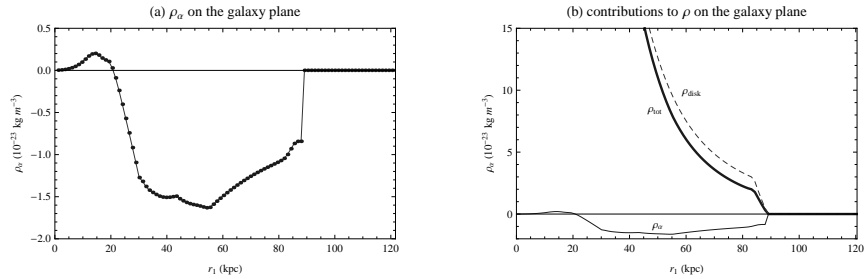 (a) ρα on the galaxy plane
0.5
0.0
−0.5
−1.0
−1.5
−2.0
ρα (10⁻²³ kg m⁻³)
0 20 40 60 80 100 120
r₁ (kpc)
(b) contributions to ρ on the galaxy plane
15
10
5
0
ρα (10⁻²³ kg m⁻³)
ρdisk
ρtot
ρα
0 20 40 60 80 100 120
r₁ (kpc)